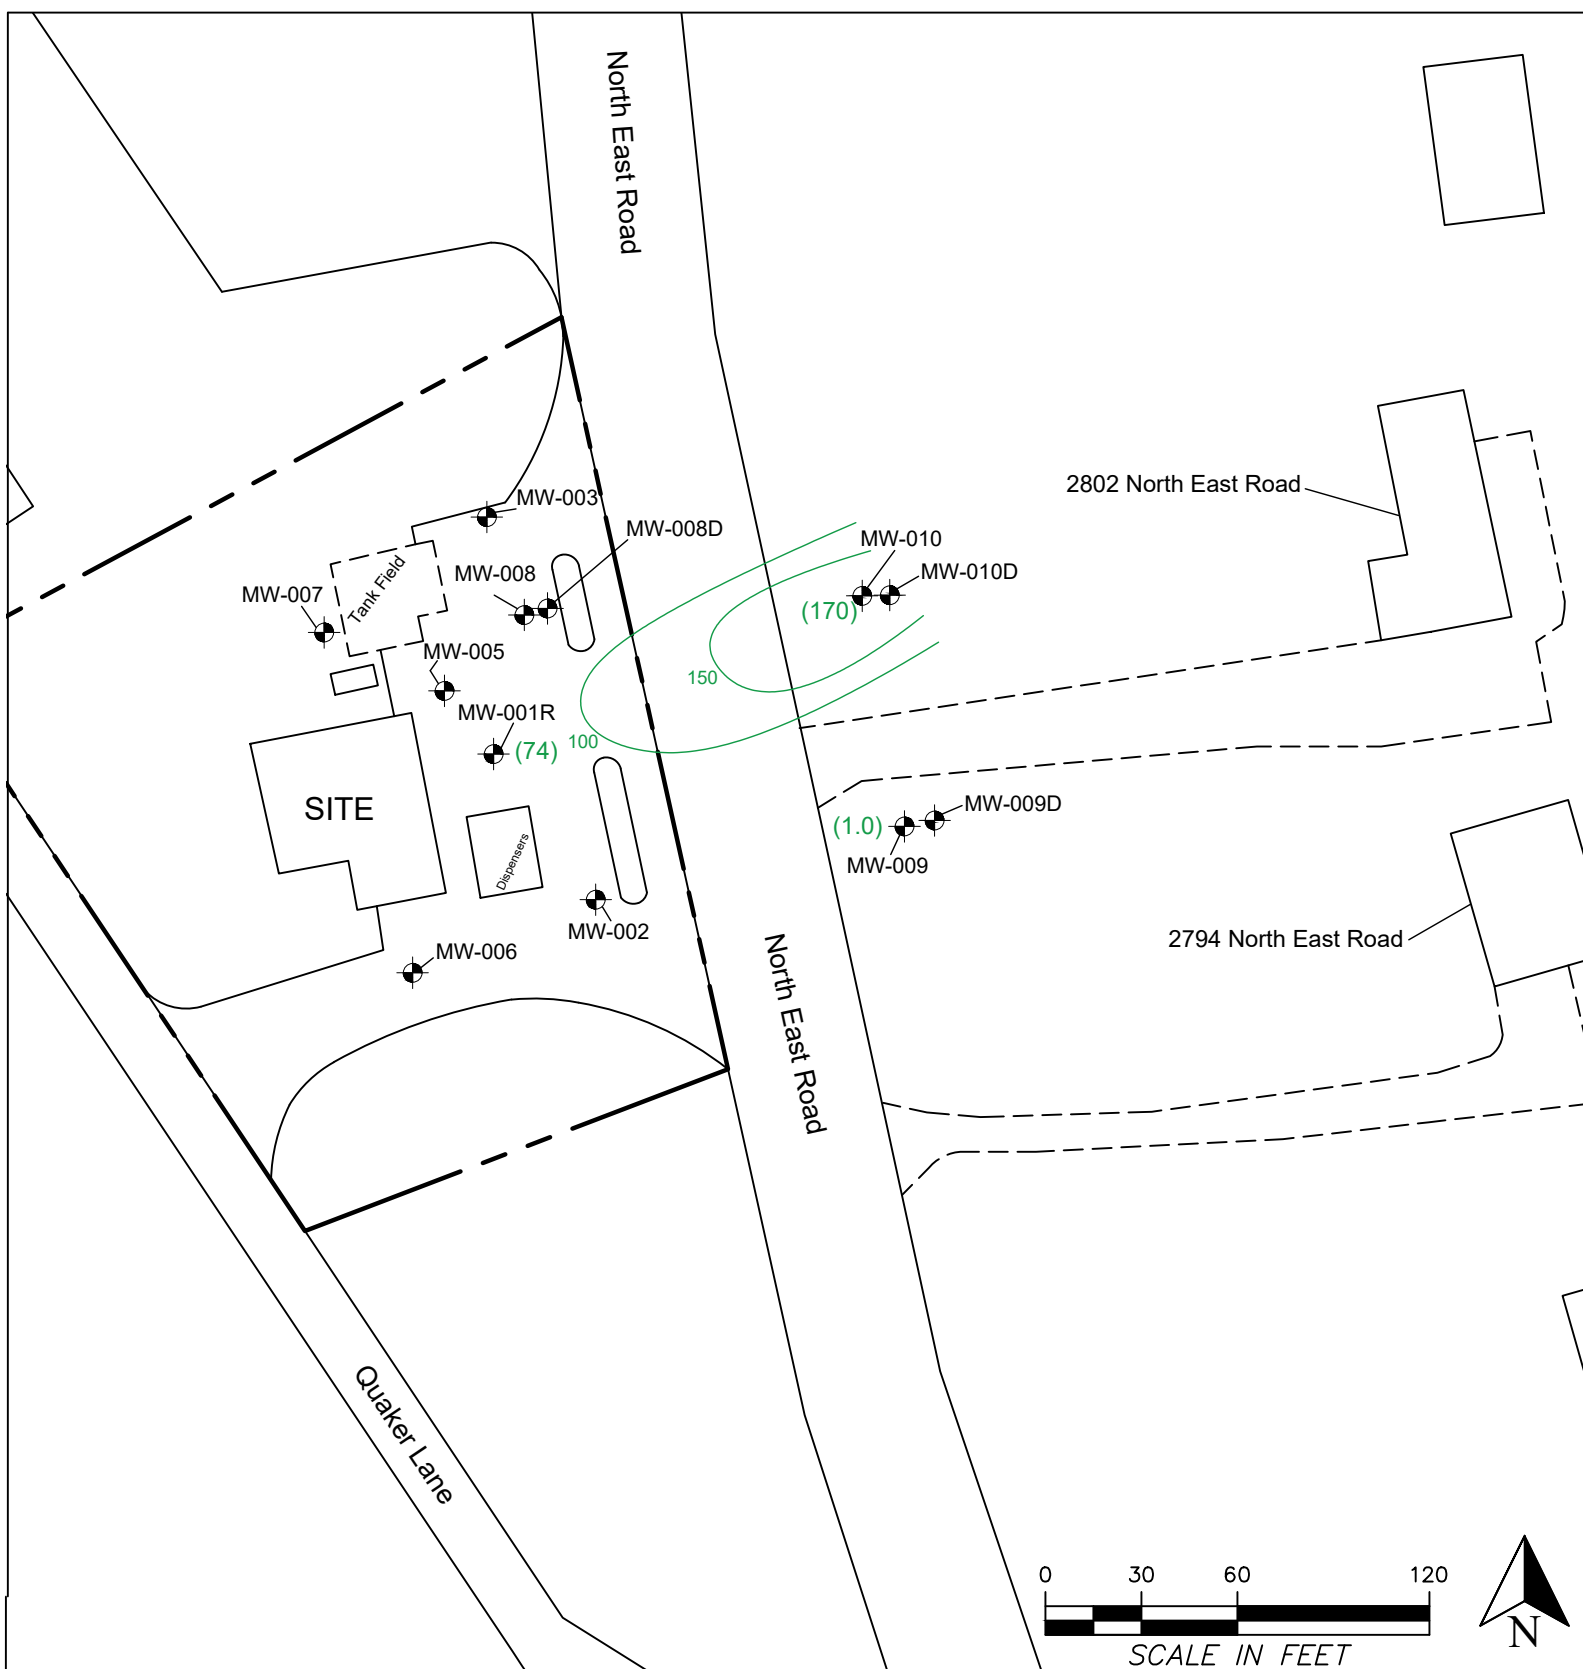 North East Road
2802 North East Road
MW-003
MW-008D
MW-010
MW-010D
Tank Field
MW-008
MW-007
(170)
MW-005
150
MW-001R
(74)
100
SITE
MW-009D
(1.0)
MW-009
Dispensers
MW-002
2794 North East Road
MW-006
North East Road
Quaker Lane
0 30 60 120
SCALE IN FEET
N